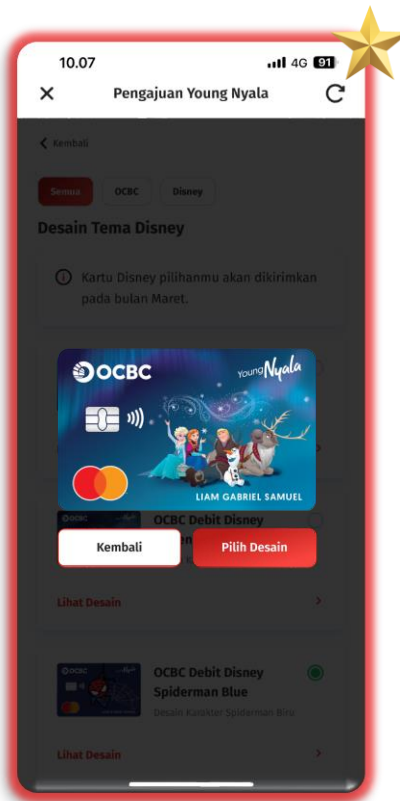 10.07
4G 91
Pengajuan Young Nyala
Kembali
Semua OCBC Disney
Desain Tema Disney
Kartu Disney pilihanmu akan dikirimkan
pada bulan Maret.
OCBC
young Nyala
LIAM GABRIEL SAMUEL
OCBC Debit Disney
Kembali
Pilih Desain
Lihat Desain
OCBC Debit Disney
Spiderman Blue
Desain Karakter Spiderman Biru
Lihat Desain